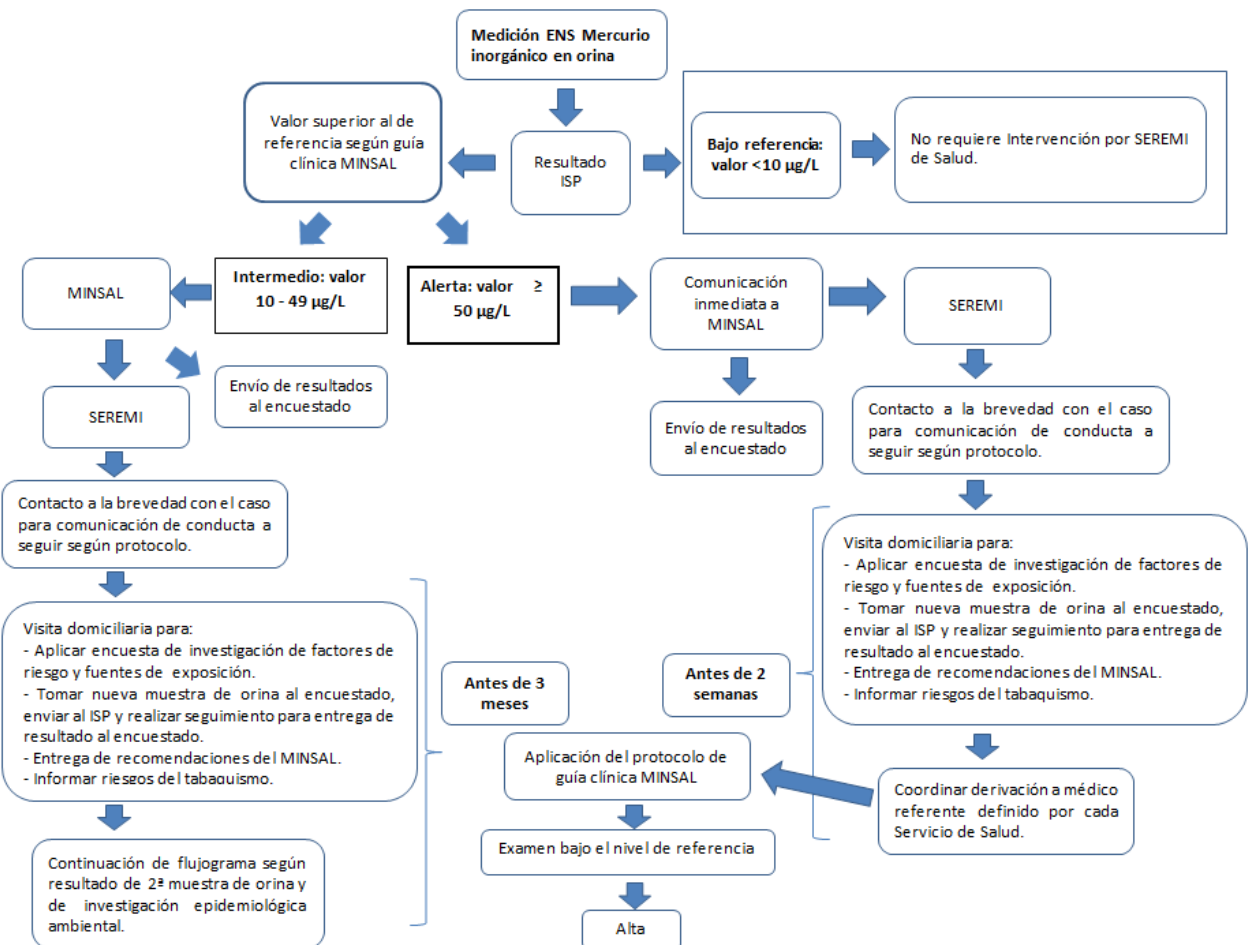 Medición ENS Mercurio
inorgánico en orina
Valor superior al de
referencia según guía
clínica MINSAL
Resultado
ISP
Bajo referencia:
valor <10 µg/L
No requiere Intervención por SEREMI
de Salud.
MINSAL
Intermedio: valor
10 - 49 µg/L
Alerta: valor ≥
50 µg/L
Comunicación
inmediata a
MINSAL
SEREMI
Envío de resultados
al encuestado
SEREMI
Envío de resultados
al encuestado
Contacto a la brevedad con el caso
para comunicación de conducta a
seguir según protocolo.
Contacto a la brevedad con el caso
para comunicación de conducta a
seguir según protocolo.
Visita domiciliaria para:
- Aplicar encuesta de investigación de factores de
riesgo y fuentes de exposición.
- Tomar nueva muestra de orina al encuestado,
enviar al ISP y realizar seguimiento para entrega de
resultado al encuestado.
- Entrega de recomendaciones del MINSAL.
- Informar riesgos del tabaquismo.
Antes de 3
meses
Antes de 2
semanas
Visita domiciliaria para:
- Aplicar encuesta de investigación de factores de
riesgo y fuentes de exposición.
- Tomar nueva muestra de orina al encuestado,
enviar al ISP y realizar seguimiento para entrega de
resultado al encuestado.
- Entrega de recomendaciones del MINSAL.
- Informar riesgos del tabaquismo.
Aplicación del protocolo de
guía clínica MINSAL
Coordinar derivación a médico
referente definido por cada
Servicio de Salud.
Examen bajo el nivel de referencia
Continuación de flujograma según
resultado de 2ª muestra de orina y
de investigación epidemiológica
ambiental.
Alta